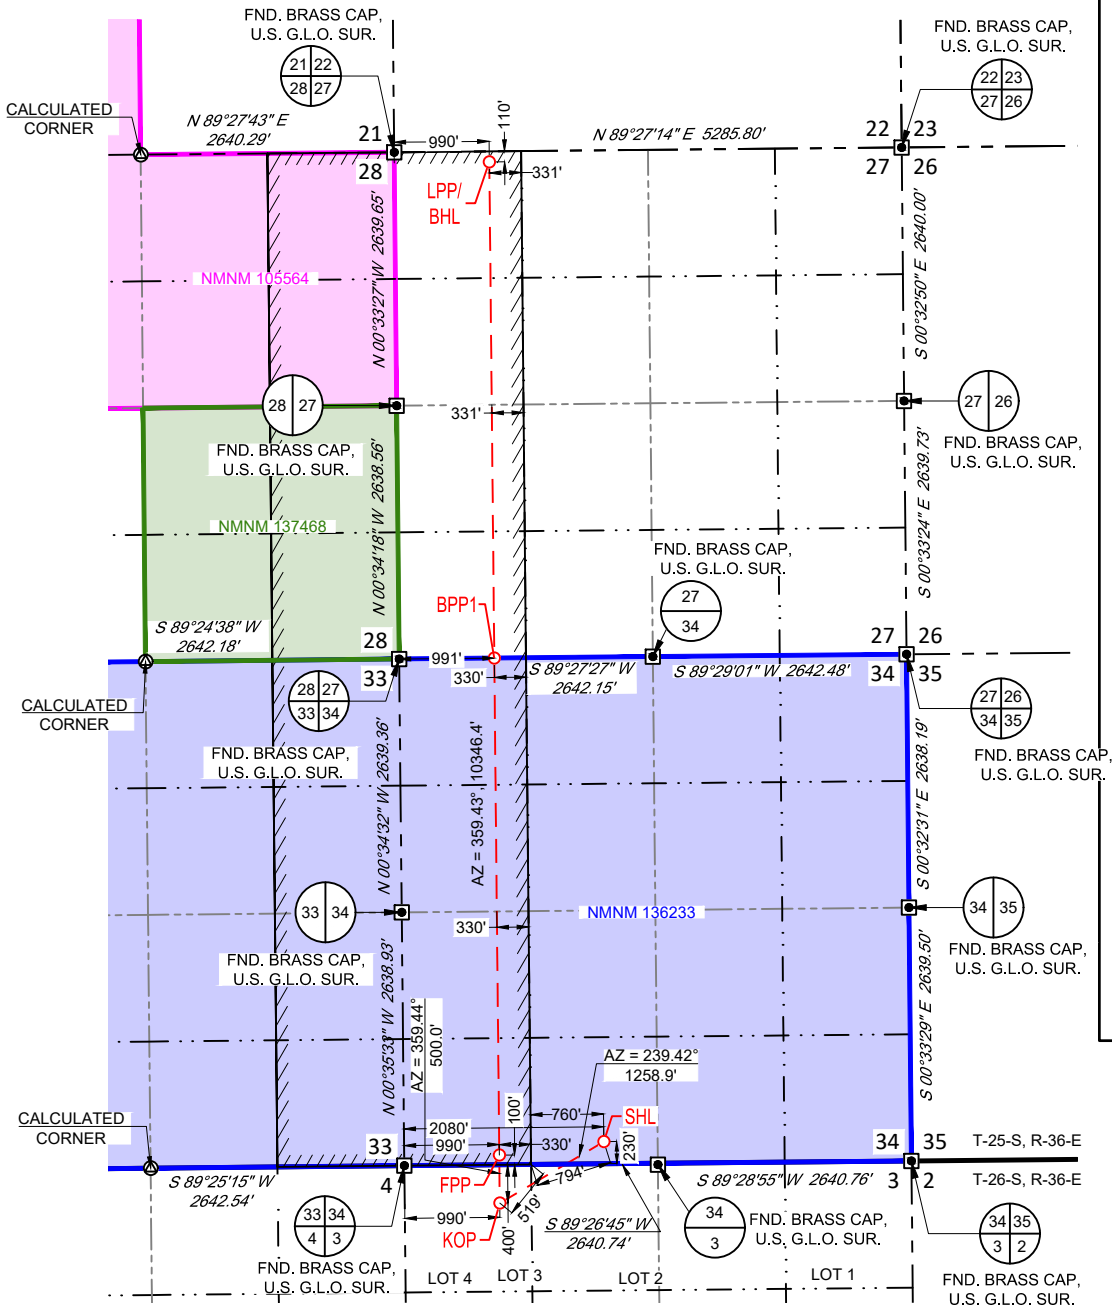 FND. BRASS CAP,
U.S. G.L.O. SUR.
21 22
28 27
FND. BRASS CAP,
U.S. G.L.O. SUR.
22 23
27 26
CALCULATED
CORNER
N 89°27'43" E
2640.29'
21
28
990'
110'
N 89°27'14" E 5285.80'
22 23
27 26
331'
LPP/
BHL
N 00°33'27" W 2639.65'
S 00°32'50" E 2640.00'
NMNM 105564
28 27
FND. BRASS CAP,
U.S. G.L.O. SUR.
331'
27 26
FND. BRASS CAP,
U.S. G.L.O. SUR.
N 00°34'18" W 2638.56'
S 00°33'24" E 2639.73'
NMNM 137468
FND. BRASS CAP,
U.S. G.L.O. SUR.
27
34
BPP1
S 89°24'38" W
2642.18'
28
33
991'
330'
S 89°27'27" W
2642.15'
S 89°29'01" W 2642.48'
27 26
34 35
CALCULATED
CORNER
28 27
33 34
FND. BRASS CAP,
U.S. G.L.O. SUR.
27 26
34 35
FND. BRASS CAP,
U.S. G.L.O. SUR.
N 00°34'32" W 2639.36'
AZ = 359.43°, 10346.4'
S 00°32'31" E 2638.19'
33 34
FND. BRASS CAP,
U.S. G.L.O. SUR.
330'
NMNM 136233
34 35
FND. BRASS CAP,
U.S. G.L.O. SUR.
N 00°35'33" W 2638.93'
AZ = 359.44°
500.0'
S 00°33'29" E 2639.50'
AZ = 239.42°
1258.9'
100'
760'
SHL
2080'
990'
330'
230'
CALCULATED
CORNER
33
4
34 35
3 2
T-25-S, R-36-E
T-26-S, R-36-E
S 89°25'15" W
2642.54'
FPP
794'
519'
S 89°28'55" W 2640.76'
KOP
990'
400'
S 89°26'45" W
2640.74'
33 34
4 3
FND. BRASS CAP,
U.S. G.L.O. SUR.
34
3
FND. BRASS CAP,
U.S. G.L.O. SUR.
34 35
3 2
FND. BRASS CAP,
U.S. G.L.O. SUR.
LOT 4
LOT 3
LOT 2
LOT 1